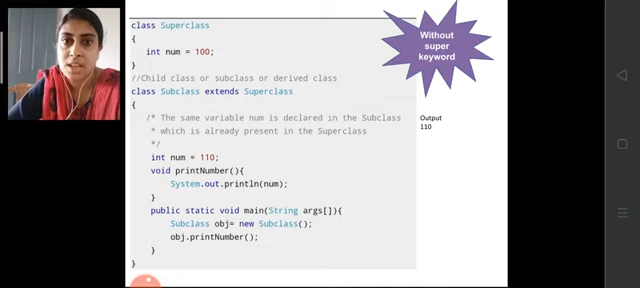 class Superclass
{
int num = 100;
}
//Child class or subclass or derived class
class Subclass extends Superclass
{
/* The same variable num is declared in the Subclass
* which is already present in the Superclass
*/
int num = 110;
void printNumber(){
System.out.println(num);
}
public static void main(String args[]){
Subclass obj= new Subclass();
obj.printNumber();
}
}
Without
super
keyword
Output
110